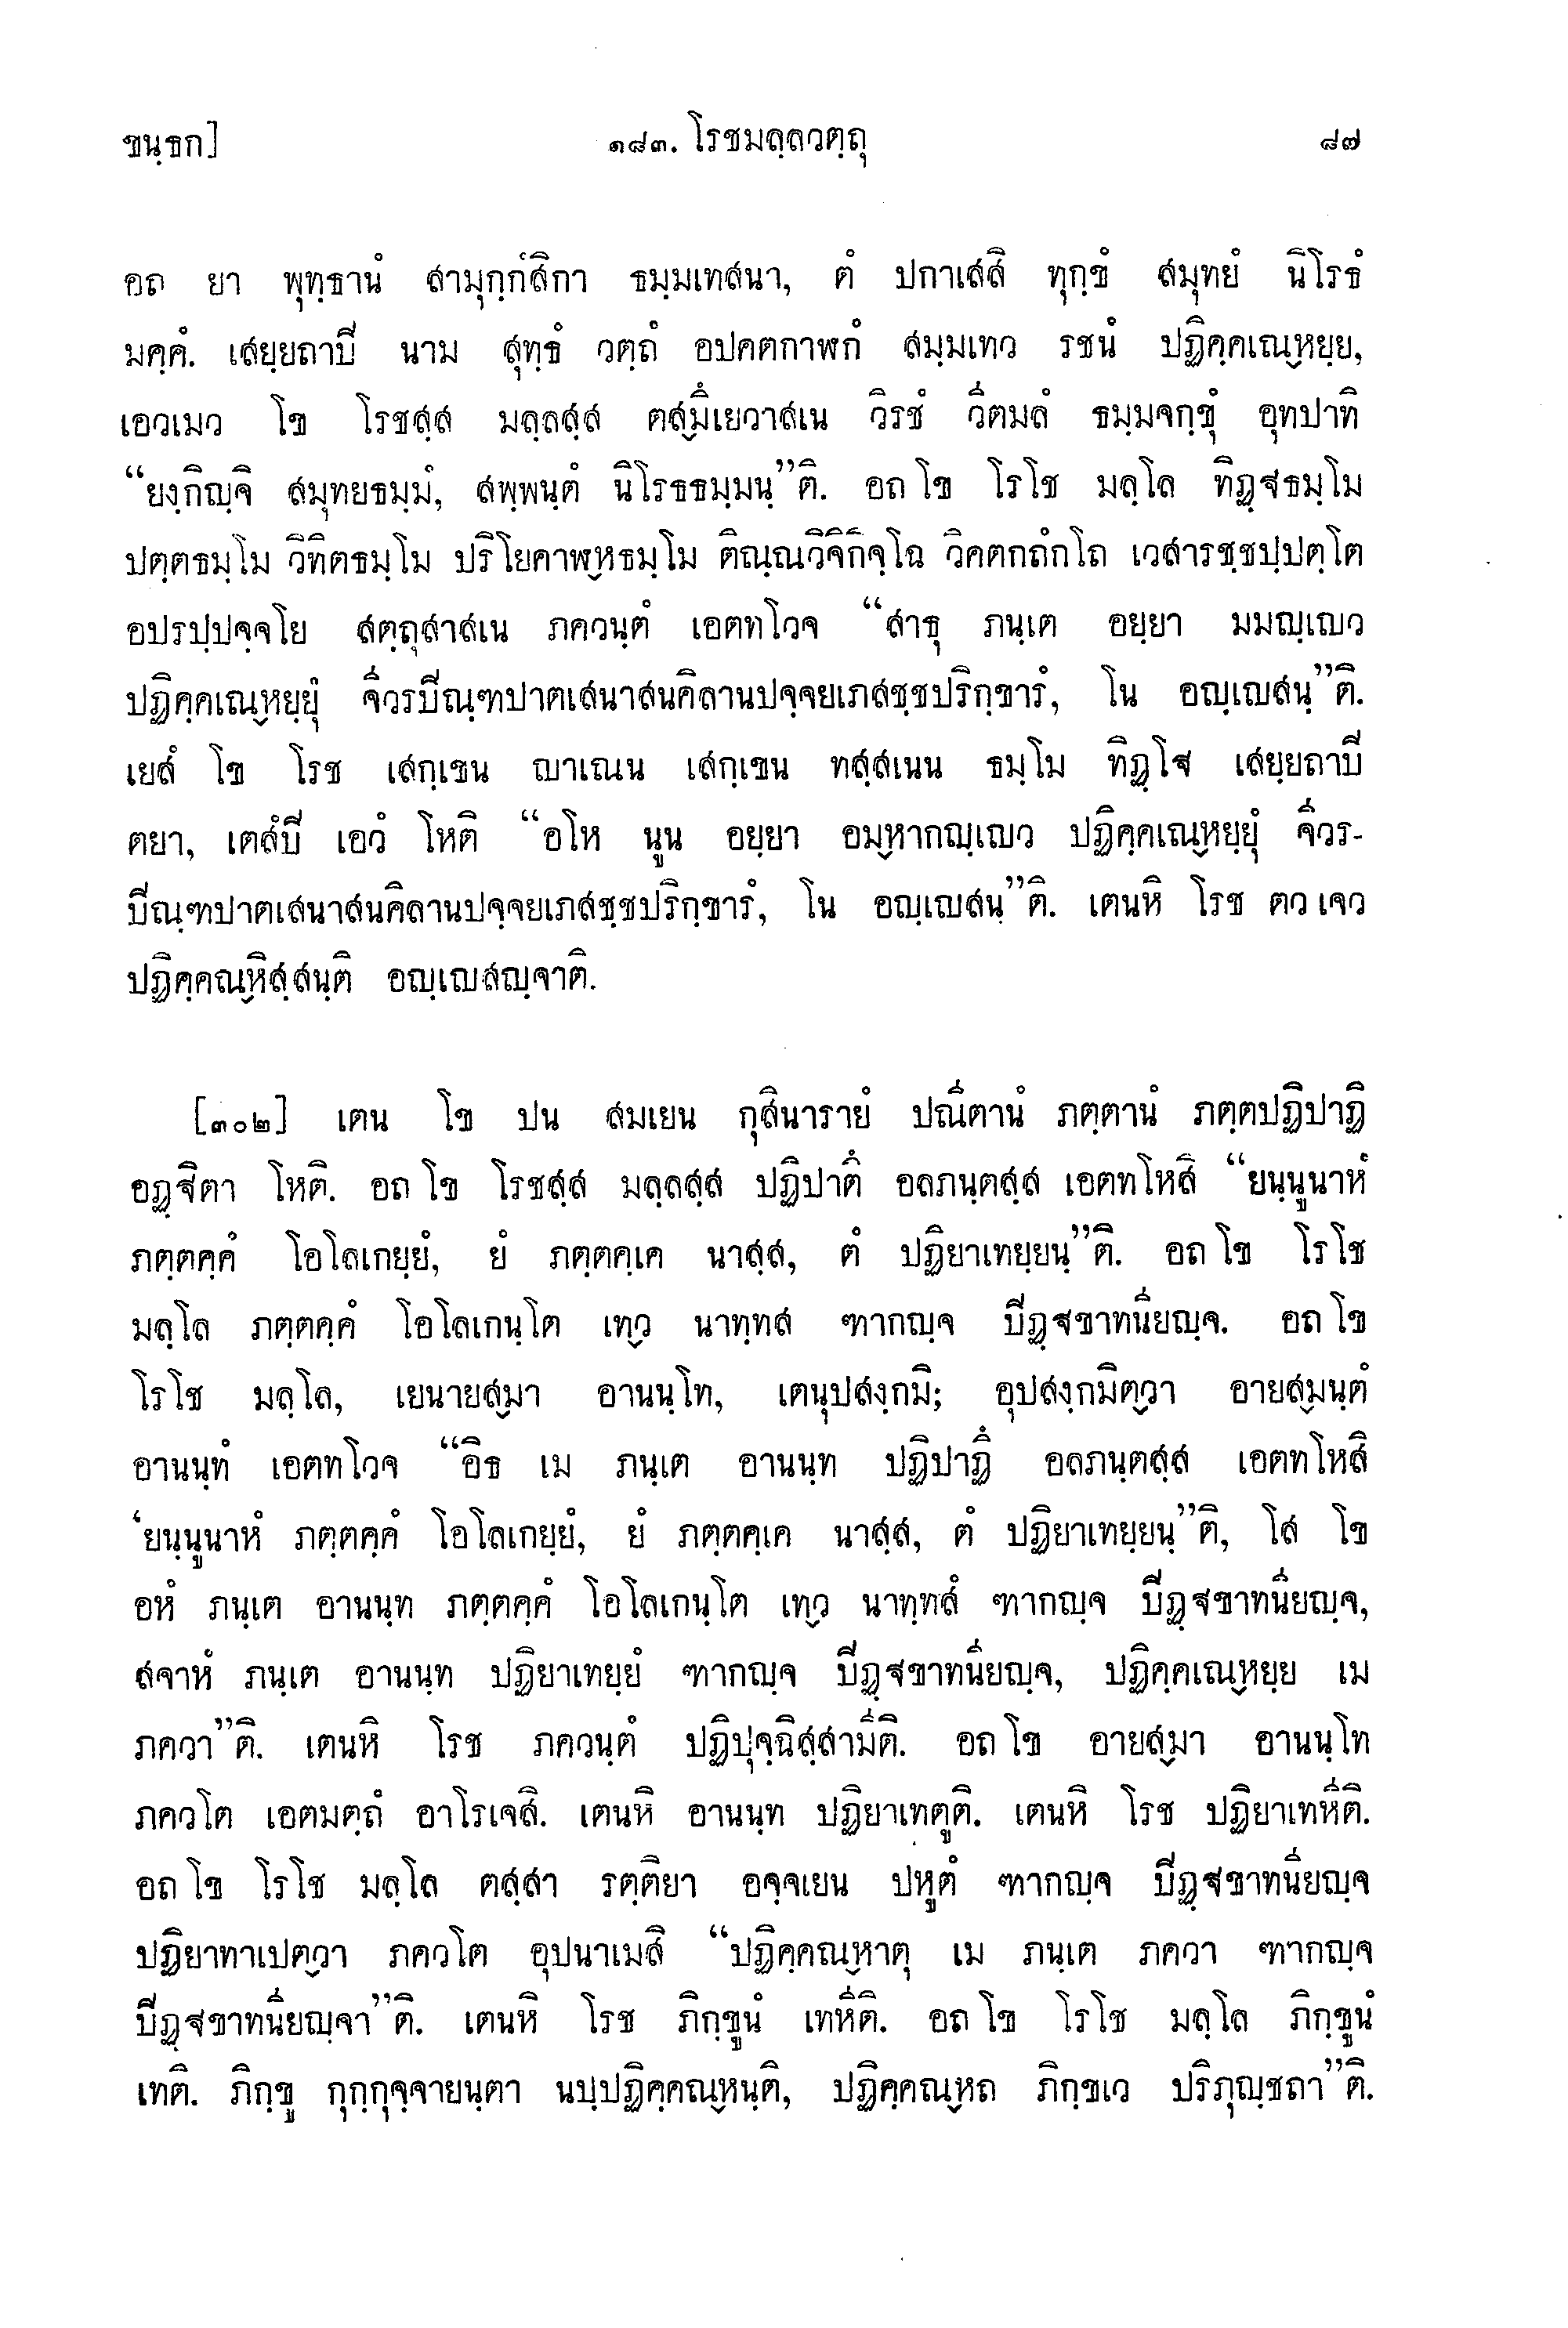 ขนฺธก]
๑๘๓. โรชมลฺลวตฺถุ
๘๗
อถ ยา พุทฺธานํ สามุกฺกํสิกา ธมฺมเทสนา, ตํ ปกาเสสิ ทุกฺขํ สมุทยํ นิโรธํ
มคฺคํ. เสยฺยถาปี นาม สุทฺธํ วตฺถํ อปคตกาฬกํ สมฺมเทว รชนํ ปฏิคฺคเณฺหยฺย,
เอวเมว โข โรชสฺส มลฺลสฺส ตสฺมึเยวาสเน วิรชํ วีตมลํ ธมฺมจกฺขุํ อุทปาทิ
“ยงฺกิญฺจิ สมุทยธมฺมํ, สพฺพนฺตํ นิโรธธมฺมนฺ”ติ. อถ โข โรโช มลฺโล ทิฏฺฐธมฺโม
ปตฺตธมฺโม วิทิตธมฺโม ปริโยคาฬฺหธมฺโม ติณฺณวิจิกิจฺโฉ วิคตกถํกโถ เวสารชฺชปฺปตฺโต
อปรปฺปจฺจโย สตฺถุสาสเน ภควนฺตํ เอตทโวจ “สาธุ ภนฺเต อยฺยา มมญฺเญว
ปฏิคฺคเณฺหยฺยุํ จีวรปีณฺฑปาตเสนาสนคิลานปจฺจยเภสชฺชปริกฺขารํ, โน อญฺเญสนฺ”ติ.
เยสํ โข โรช เสกฺเขน ญาเณน เสกฺเขน ทสฺสเนน ธมฺโม ทิฏฺโฐ เสยฺยถาปี
ตยา, เตสํปี เอวํ โหติ “อโห นูน อยฺยา อมฺหากญฺเญว ปฏิคฺคเณฺหยฺยุํ จีวร-
ปีณฺฑปาตเสนาสนคิลานปจฺจยเภสชฺชปริกฺขารํ, โน อญฺเญสนฺ”ติ. เตนหิ โรช ตว เจว
ปฏิคฺคณฺหิสฺสนฺติ อญฺเญสญฺจาติ.
[๓๐๒] เตน โข ปน สมเยน กุสินารายํ ปณีตานํ ภตฺตานํ ภตฺตปฏิปาฏิ
อฏฺฐิตา โหติ. อถ โข โรชสฺส มลฺลสฺส ปฏิปาตึ อลภนฺตสฺส เอตทโหสิ “ยนฺนูนาหํ
ภตฺตคฺคํ โอโลเกยฺยํ, ยํ ภตฺตคฺเค นาสฺส, ตํ ปฏิยาเทยฺยนฺ”ติ. อถ โข โรโช
มลฺโล ภตฺตคฺคํ โอโลเกนฺโต เทฺว นาทฺทส ฑากญฺจ ปีฏฺฐขาทนียญฺจ. อถ โข
โรโช มลฺโล, เยนายสฺมา อานนฺโท, เตนุปสงฺกมิ; อุปสงฺกมิตฺวา อายสฺมนฺตํ
อานนฺทํ เอตทโวจ “อิธ เม ภนฺเต อานนฺท ปฏิปาฏึ อลภนฺตสฺส เอตทโหสิ
‘ยนฺนูนาหํ ภตฺตคฺคํ โอโลเกยฺยํ, ยํ ภตฺตคฺเค นาสฺส, ตํ ปฏิยาเทยฺยนฺ”ติ, โส โข
อหํ ภนฺเต อานนฺท ภตฺตคฺคํ โอโลเกนฺโต เทฺว นาทฺทสํ ฑากญฺจ ปีฏฺฐขาทนียญฺจ,
สจาหํ ภนฺเต อานนฺท ปฏิยาเทยฺยํ ฑากญฺจ ปีฏฺฐขาทนียญฺจ, ปฏิคฺคเณฺหยฺย เม
ภควา”ติ. เตนหิ โรช ภควนฺตํ ปฏิปุจฺฉิสฺสามีติ. อถ โข อายสฺมา อานนฺโท
ภควโต เอตมตฺถํ อาโรเจสิ. เตนหิ อานนฺท ปฏิยาเทตูติ. เตนหิ โรช ปฏิยาเทหีติ.
อถ โข โรโช มลฺโล ตสฺสา รตฺติยา อจฺจเยน ปหูตํ ฑากญฺจ ปีฏฺฐขาทนียญฺจ
ปฏิยาทาเปตฺวา ภควโต อุปนาเมสิ “ปฏิคฺคณฺหาตุ เม ภนฺเต ภควา ฑากญฺจ
ปีฏฺฐขาทนียญฺจา”ติ. เตนหิ โรช ภิกฺขูนํ เทหีติ. อถ โข โรโช มลฺโล ภิกฺขูนํ
เทติ. ภิกฺขู กุกฺกุจฺจายนฺตา นปฺปฏิคฺคณฺหนฺติ, ปฏิคฺคณฺหถ ภิกฺขเว ปริภุญฺชถา”ติ.